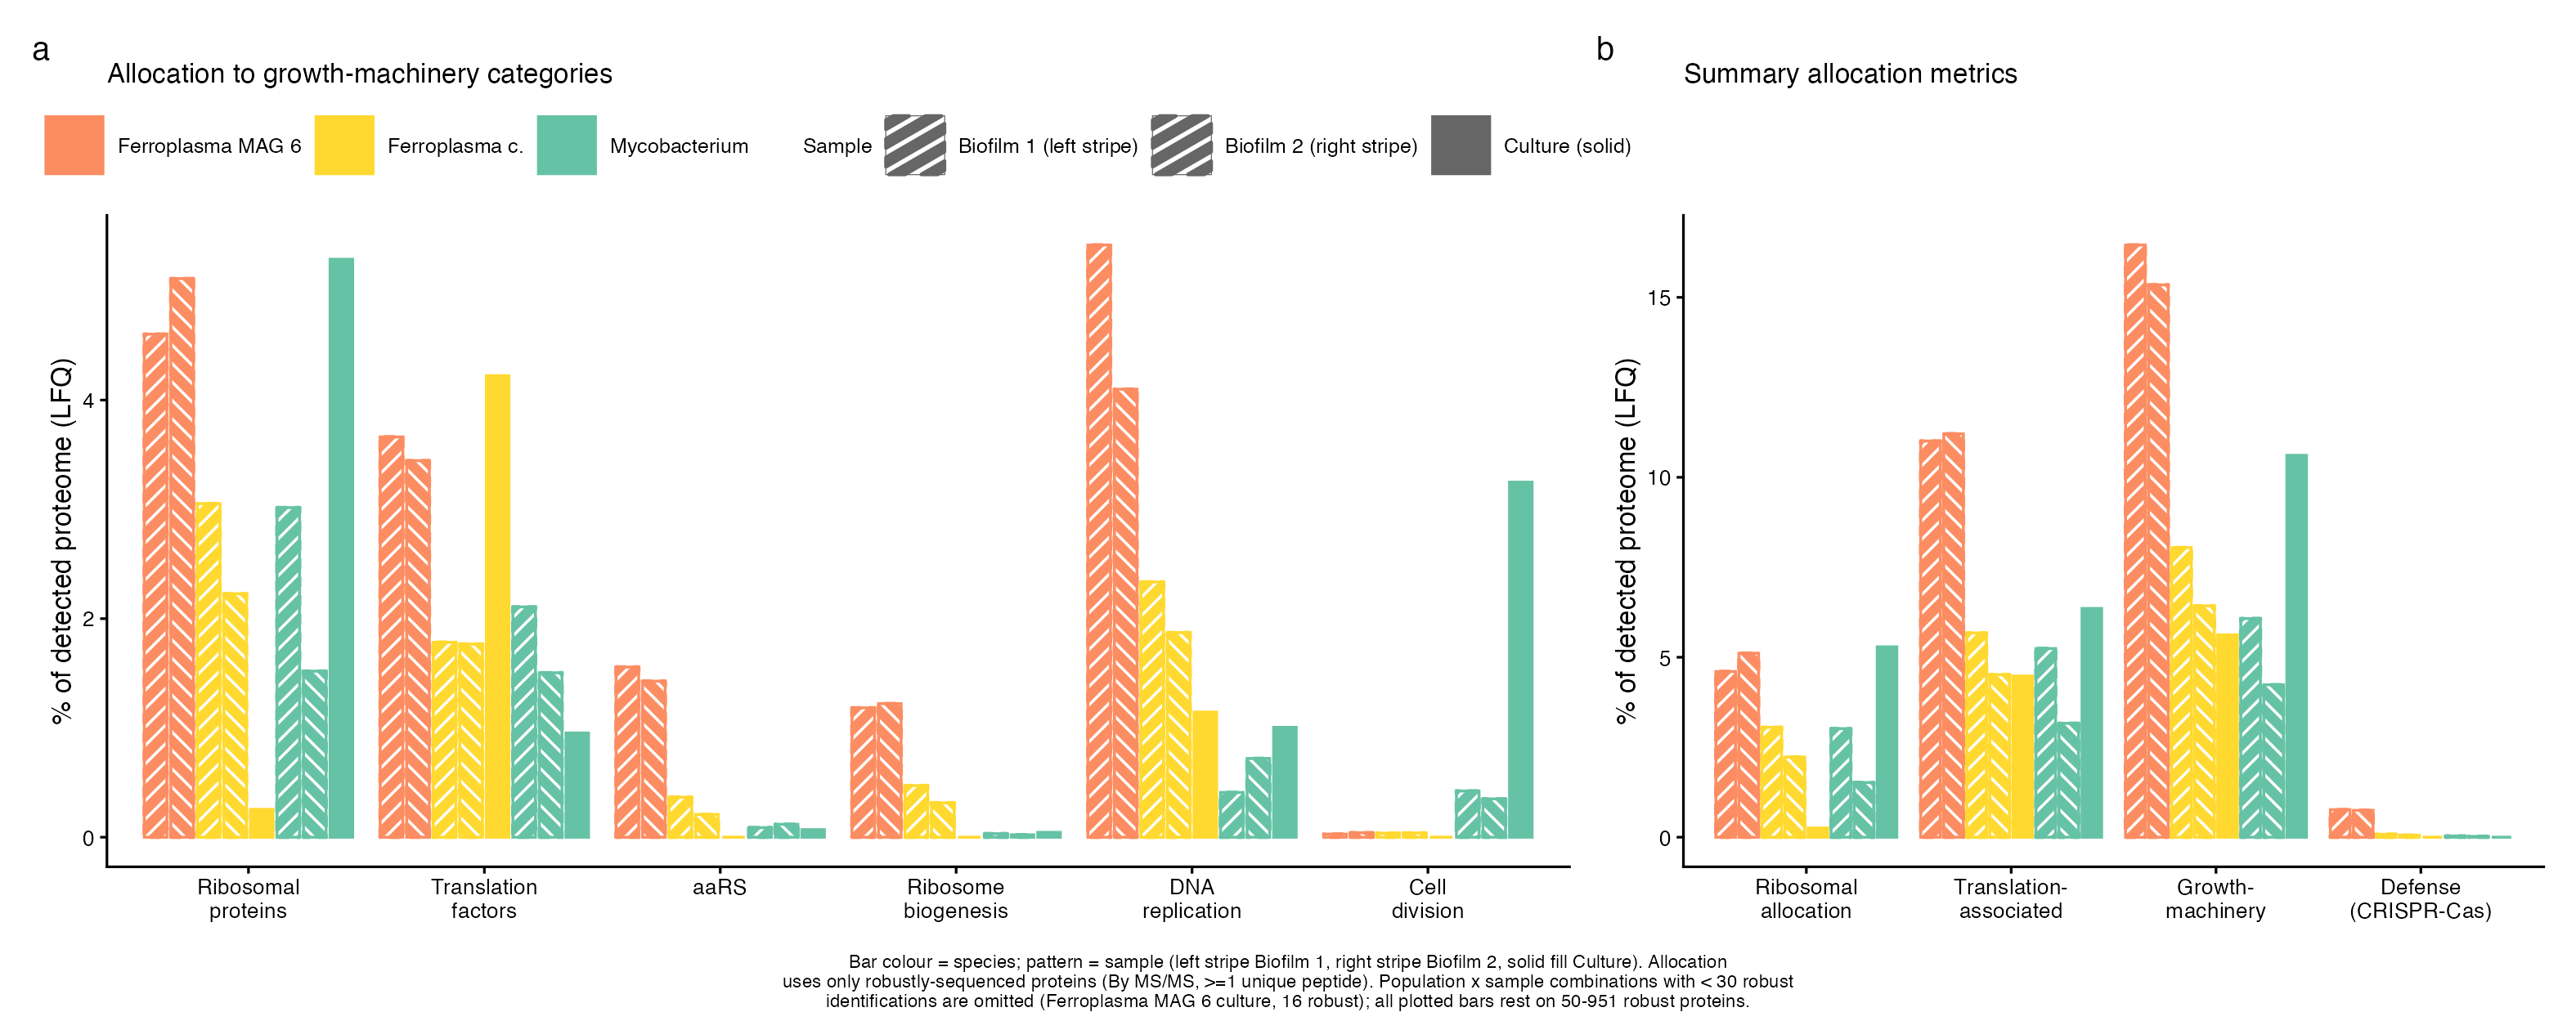 a
Allocation to growth-machinery categories
Ferroplasma MAG 6
Ferroplasma c.
Mycobacterium
Sample
Biofilm 1 (left stripe)
Biofilm 2 (right stripe)
Culture (solid)
% of detected proteome (LFQ)
4
2
0
Ribosomal
proteins
Translation
factors
aaRS
Ribosome
biogenesis
DNA
replication
Cell
division
b
Summary allocation metrics
% of detected proteome (LFQ)
15
10
5
0
Ribosomal
allocation
Translation-
associated
Growth-
machinery
Defense
(CRISPR-Cas)
Bar colour = species; pattern = sample (left stripe Biofilm 1, right stripe Biofilm 2, solid fill Culture). Allocation
uses only robustly-sequenced proteins (By MS/MS, >=1 unique peptide). Population x sample combinations with < 30 robust
identifications are omitted (Ferroplasma MAG 6 culture, 16 robust); all plotted bars rest on 50-951 robust proteins.